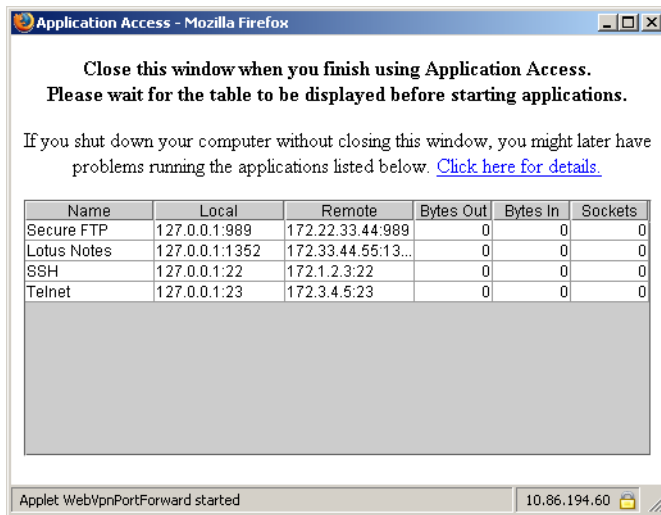 Application Access - Mozilla Firefox
Close this window when you finish using Application Access.
Please wait for the table to be displayed before starting applications.
If you shut down your computer without closing this window, you might later have
problems running the applications listed below. Click here for details.
Name Local Remote Bytes Out Bytes In Sockets
Secure FTP 127.0.0.1:989 172.22.33.44:989 0 0 0
Lotus Notes 127.0.0.1:1352 172.33.44.55:13... 0 0 0
SSH 127.0.0.1:22 172.1.2.3:22 0 0 0
Telnet 127.0.0.1:23 172.3.4.5:23 0 0 0
Applet WebVpnPortForward started 10.86.194.60